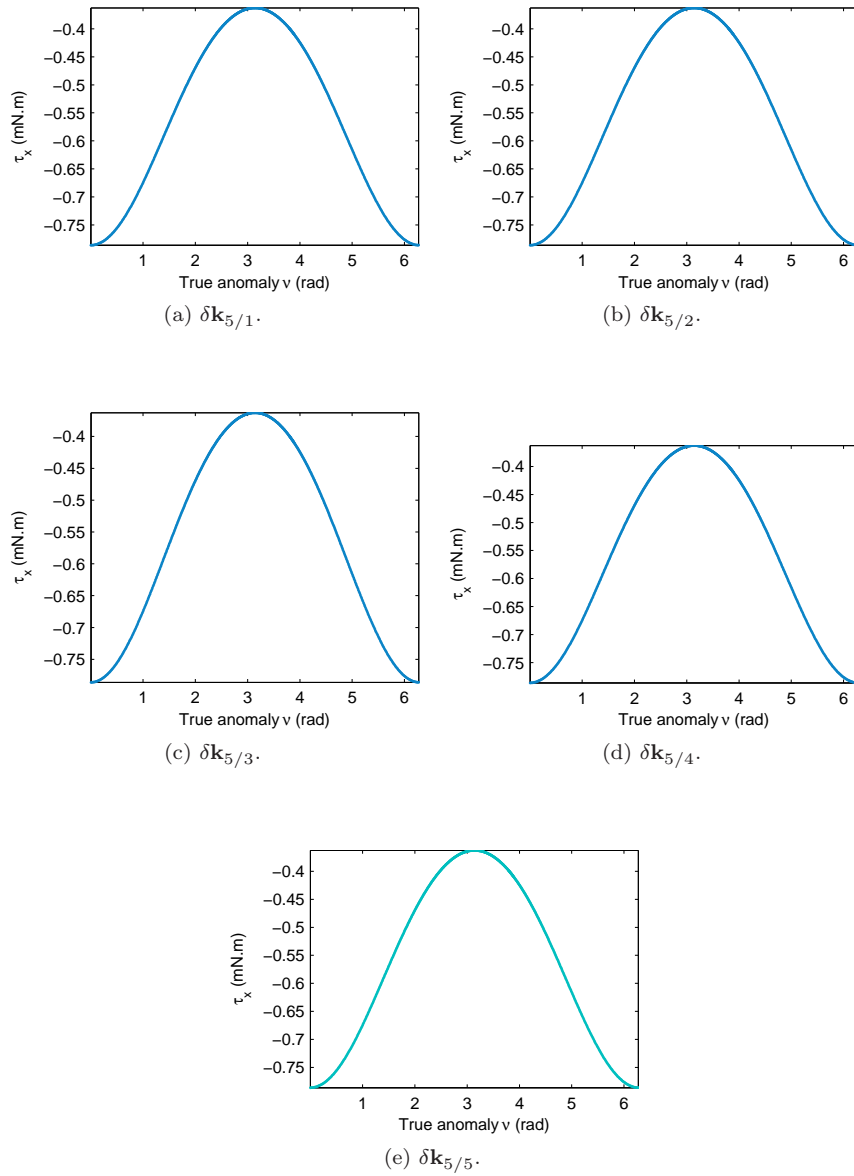 −0.4
−0.45
−0.5
−0.55
−0.6
−0.65
−0.7
−0.75
τx (mN.m)
1 2 3 4 5 6
True anomaly ν (rad)
(a) δk5/1.
−0.4
−0.45
−0.5
−0.55
−0.6
−0.65
−0.7
−0.75
τx (mN.m)
1 2 3 4 5 6
True anomaly ν (rad)
(b) δk5/2.
−0.4
−0.45
−0.5
−0.55
−0.6
−0.65
−0.7
−0.75
τx (mN.m)
1 2 3 4 5 6
True anomaly ν (rad)
(c) δk5/3.
−0.4
−0.45
−0.5
−0.55
−0.6
−0.65
−0.7
−0.75
τx (mN.m)
1 2 3 4 5 6
True anomaly ν (rad)
(d) δk5/4.
−0.4
−0.45
−0.5
−0.55
−0.6
−0.65
−0.7
−0.75
τx (mN.m)
1 2 3 4 5 6
True anomaly ν (rad)
(e) δk5/5.